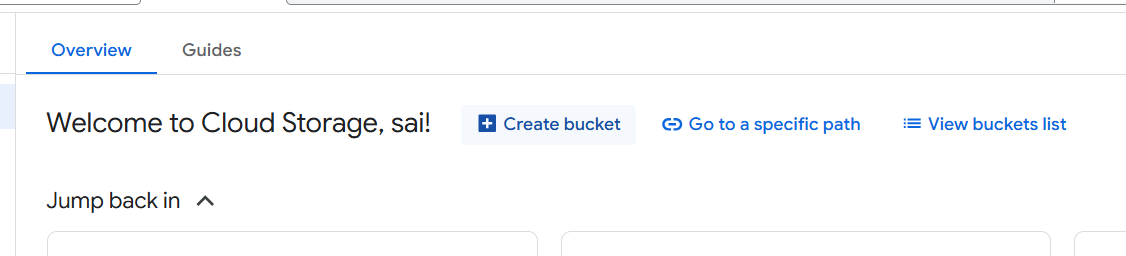 Overview Guides
Welcome to Cloud Storage, sai! Create bucket Go to a specific path View buckets list
Jump back in